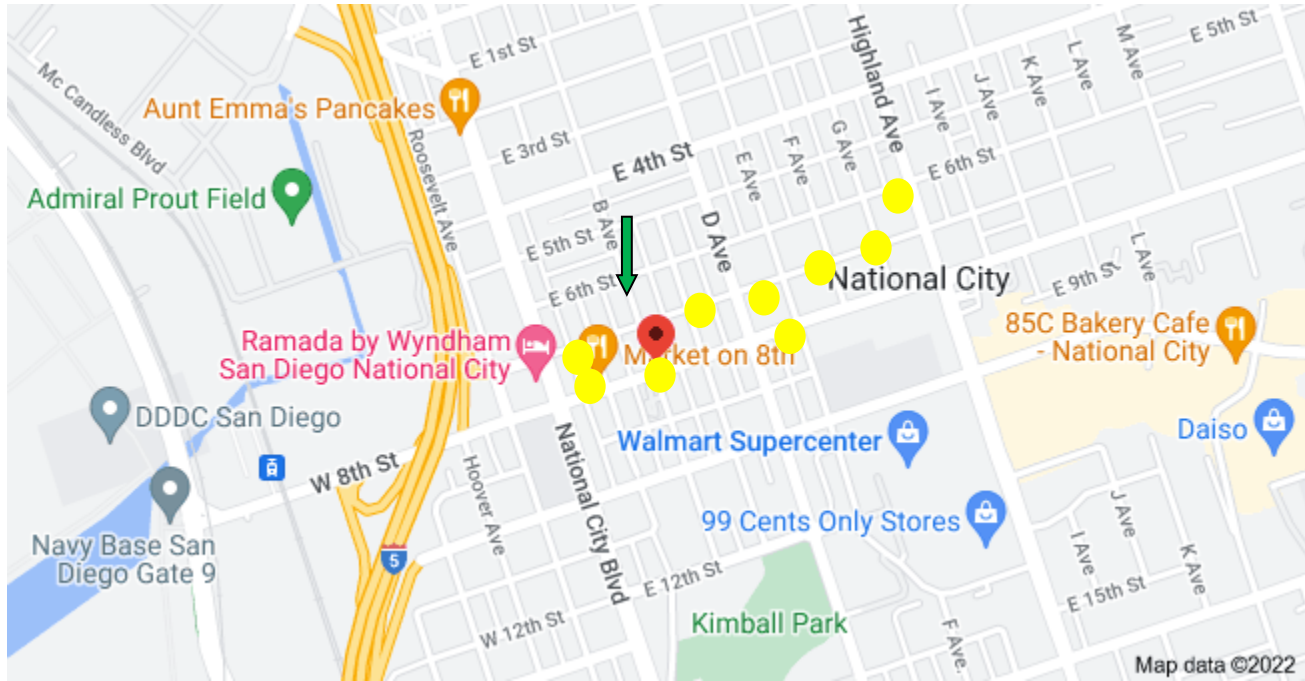 E 1st St
Highland Ave
L Ave
M Ave
E 5th St
K Ave
J Ave
I Ave
Mc Candless Blvd
Aunt Emma's Pancakes
Roosevelt Ave
E 3rd St
E 4th St
G Ave
F Ave
E Ave
E 6th St
Admiral Prout Field
B Ave
D Ave
E 5th St
E 6th St
L Ave
E 9th St
National City
Ramada by Wyndham
San Diego National City
Market on 8th
85C Bakery Cafe
- National City
DDDC San Diego
Walmart Supercenter
Daiso
W 8th St
Hoover Ave
National City Blvd
99 Cents Only Stores
J Ave
I Ave
K Ave
Navy Base San
Diego Gate 9
5
E 12th St
W 12th St
Kimball Park
E 15th St
F Ave.
Map data ©2022